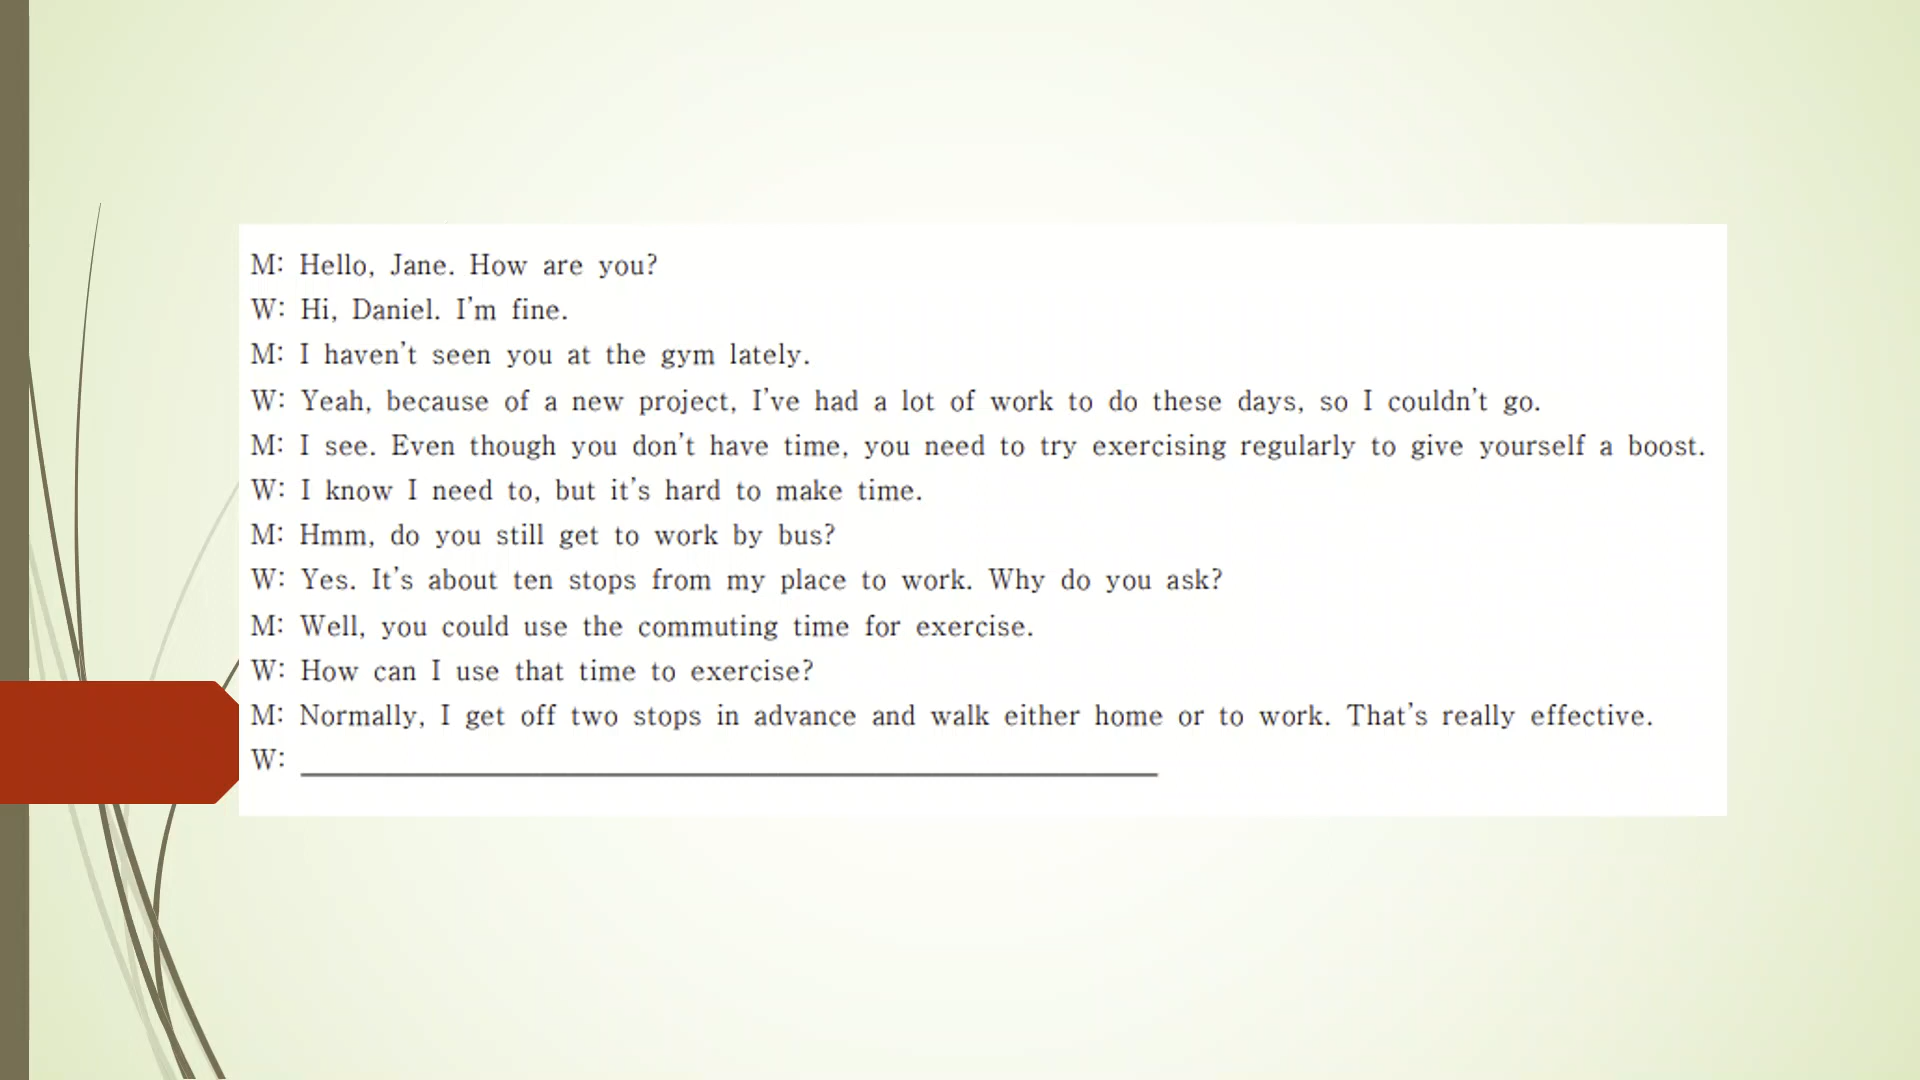 M: Hello, Jane. How are you?
W: Hi, Daniel. I'm fine.
M: I haven't seen you at the gym lately.
W: Yeah, because of a new project, I've had a lot of work to do these days, so I couldn't go.
M: I see. Even though you don't have time, you need to try exercising regularly to give yourself a boost.
W: I know I need to, but it's hard to make time.
M: Hmm, do you still get to work by bus?
W: Yes. It's about ten stops from my place to work. Why do you ask?
M: Well, you could use the commuting time for exercise.
W: How can I use that time to exercise?
M: Normally, I get off two stops in advance and walk either home or to work. That's really effective.
W: